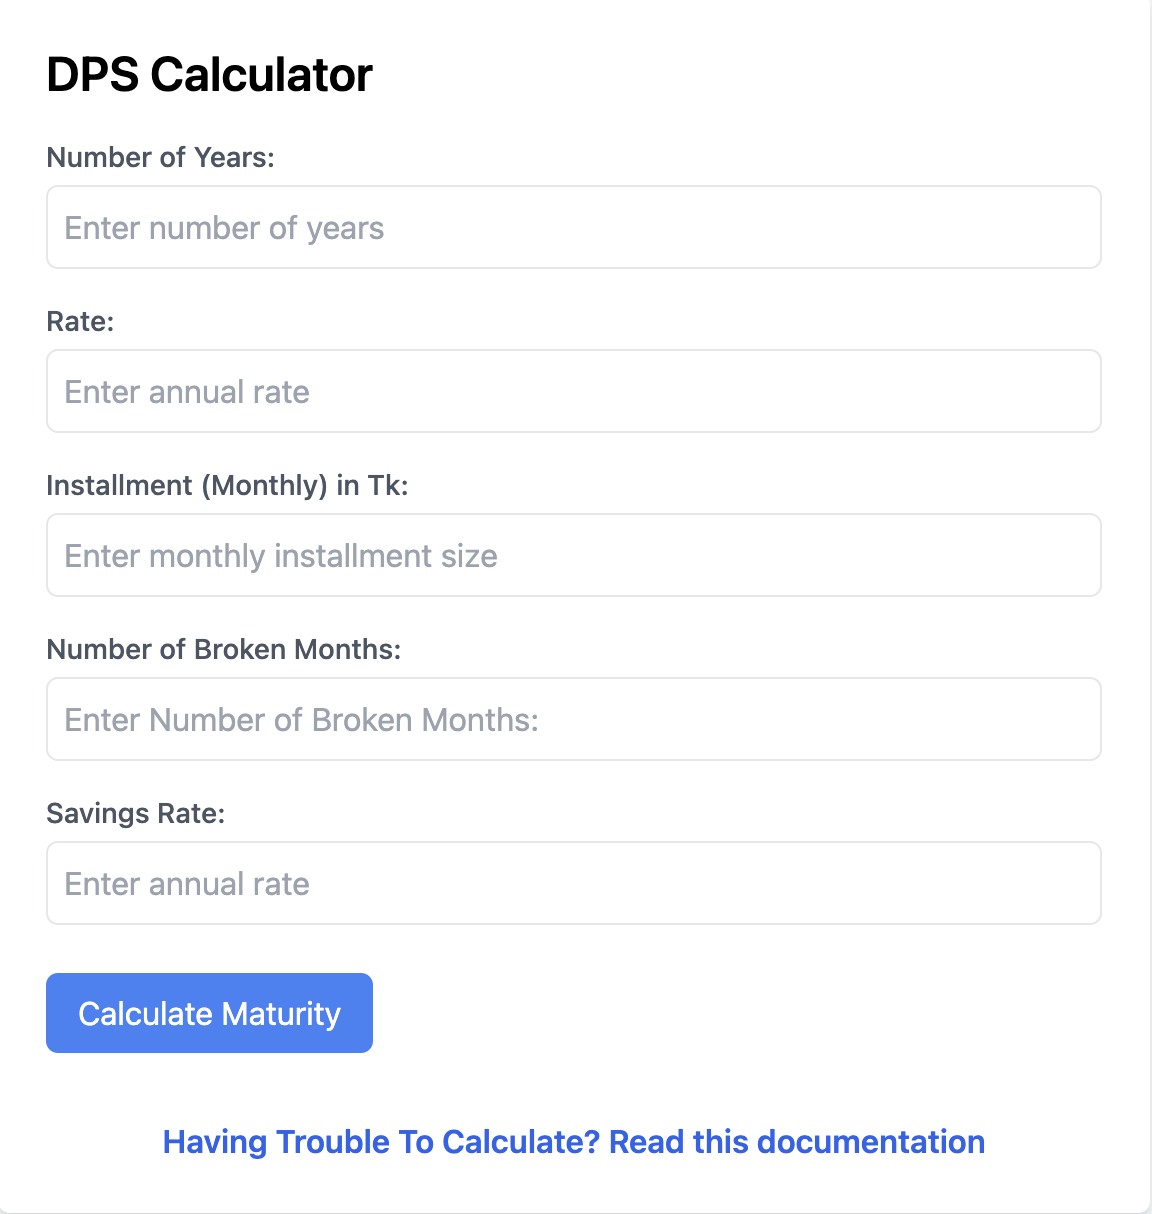 DPS Calculator
Number of Years:
Enter number of years
Rate:
Enter annual rate
Installment (Monthly) in Tk:
Enter monthly installment size
Number of Broken Months:
Enter Number of Broken Months:
Savings Rate:
Enter annual rate
Calculate Maturity
Having Trouble To Calculate? Read this documentation